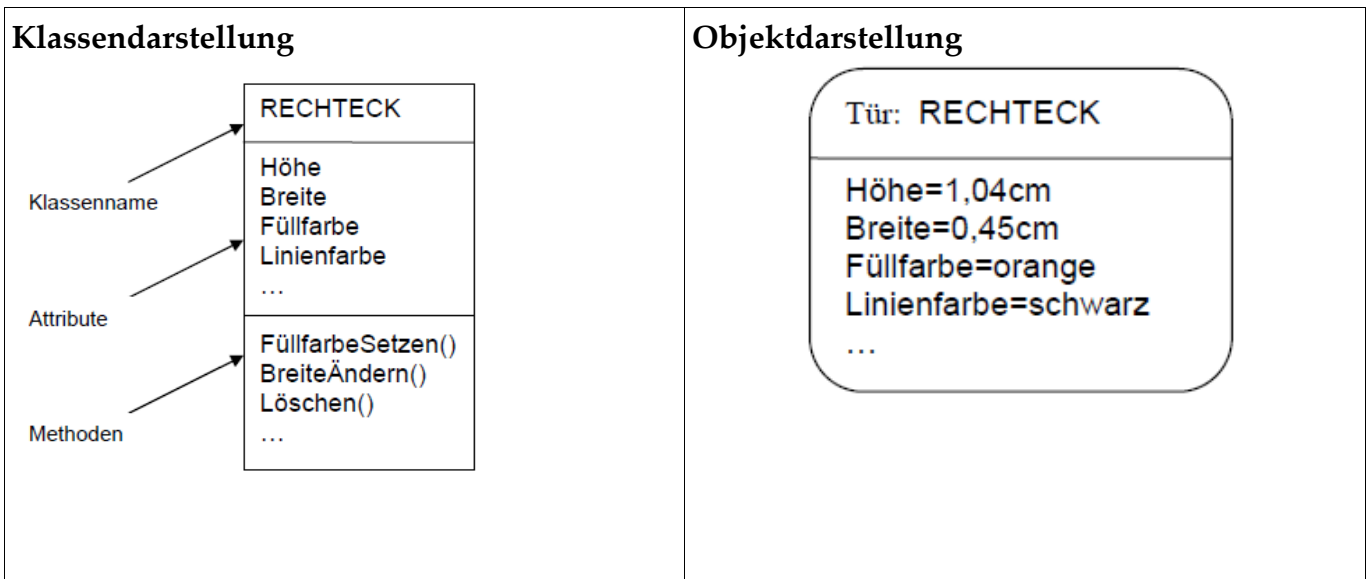 Klassendarstellung
RECHTECK
Höhe
Breite
Füllfarbe
Linienfarbe
…
FüllfarbeSetzen()
BreiteÄndern()
Löschen()
…
Klassenname
Attribute
Methoden
Objektdarstellung
Tür: RECHTECK
Höhe=1,04cm
Breite=0,45cm
Füllfarbe=orange
Linienfarbe=schwarz
…